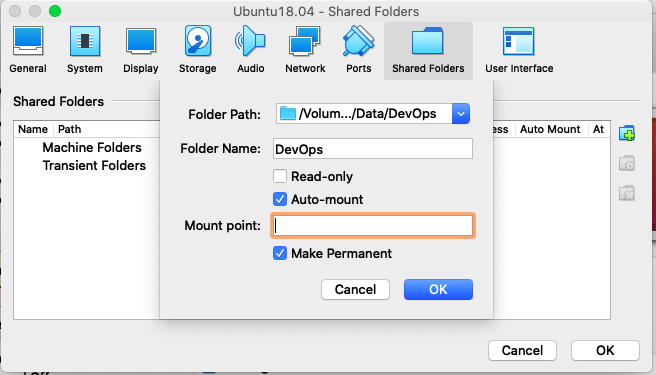 Ubuntu18.04 - Shared Folders
General System Display Storage Audio Network Ports Shared Folders User Interface
Shared Folders
Name Path ess Auto Mount At
Machine Folders
Transient Folders
Folder Path: /Volum.../Data/DevOps
Folder Name: DevOps
Read-only
Auto-mount
Mount point:
Make Permanent
Cancel OK
Cancel OK